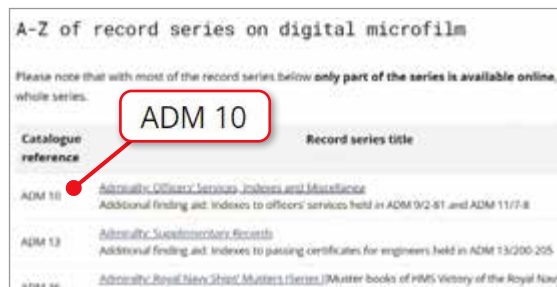 A-Z of record series on digital microfilm
Please note that with most of the record series below only part of the series is available online,
whole series.
ADM 10
Catalogue reference
Record series title
ADM 10
Admiralty: Officers' Services, Indexes and Miscellanea
Additional finding aid: Indexes to officers' services held in ADM 9/2-61 and ADM 11/7-8
ADM 13
Admiralty: Supplementary Records
Additional finding aid: Indexes to passing certificates for engineers held in ADM 13/200-205
Admiralty: Royal Navy Ships' Musters (Series I)Muster books of HMS Victory of the Royal Nav